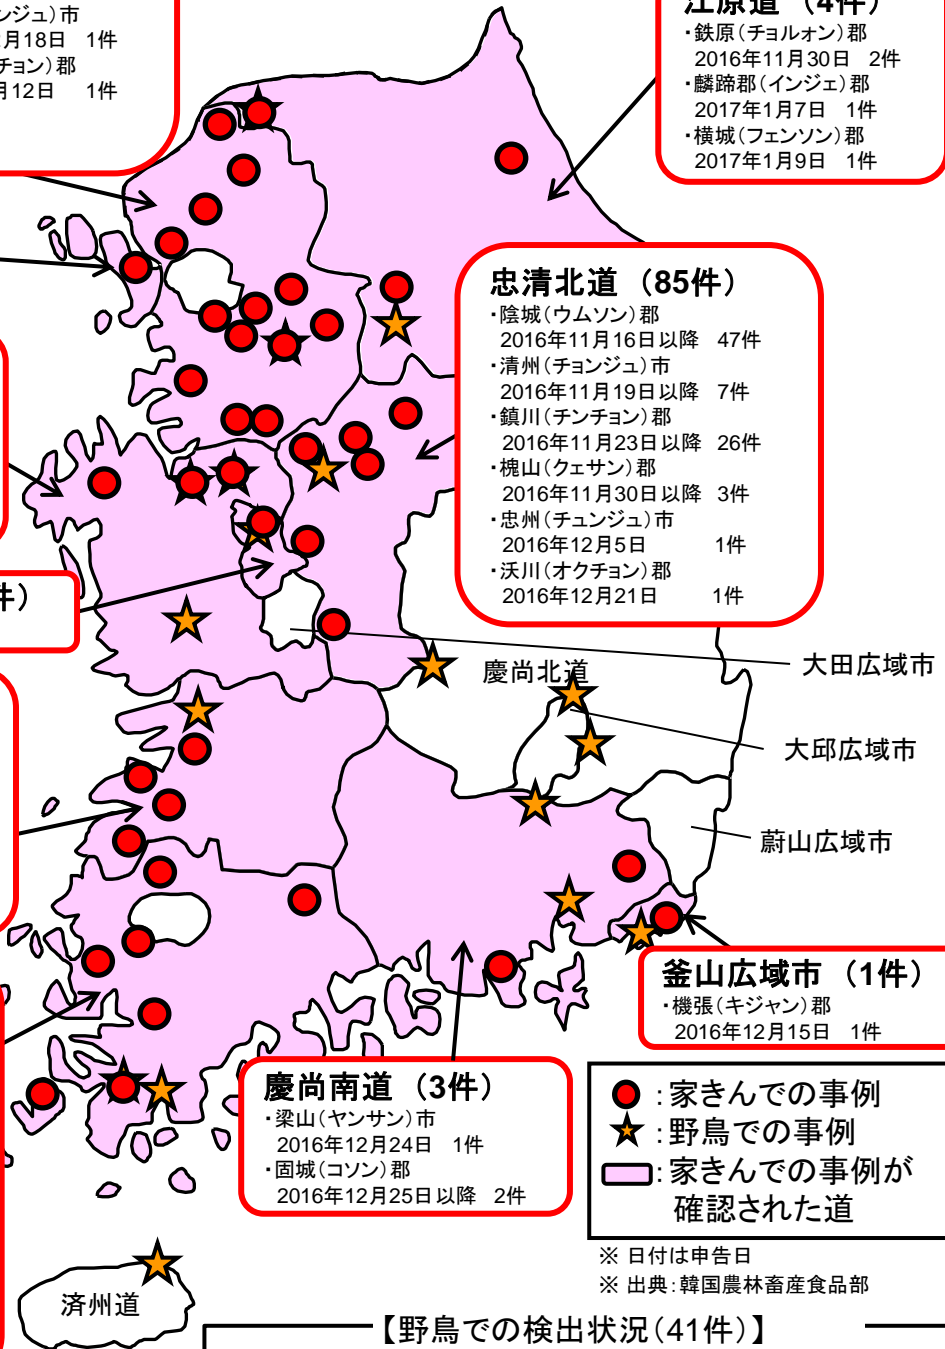 ンジュ)市
月18日 1件
チョン)郡
月12日 1件
江原道 (4件)
・鉄原(チョルォン)郡
2016年11月30日 2件
・麟蹄郡(インジェ)郡
2017年1月7日 1件
・横城(フェンソン)郡
2017年1月9日 1件
忠清北道 (85件)
・陰城(ウムソン)郡
2016年11月16日以降 47件
・清州(チョンジュ)市
2016年11月19日以降 7件
・鎮川(チンチョン)郡
2016年11月23日以降 26件
・槐山(クェサン)郡
2016年11月30日以降 3件
・忠州(チュンジュ)市
2016年12月5日 1件
・沃川(オクチョン)郡
2016年12月21日 1件
件)
慶尚北道
大田広域市
大邱広域市
蔚山広域市
釜山広域市 (1件)
・機張(キジャン)郡
2016年12月15日 1件
慶尚南道 (3件)
・梁山(ヤンサン)市
2016年12月24日 1件
・固城(コソン)郡
2016年12月25日以降 2件
:家きんでの事例
:野鳥での事例
:家きんでの事例が
確認された道
※ 日付は申告日
※ 出典:韓国農林畜産食品部
済州道
【野鳥での検出状況(41件)】